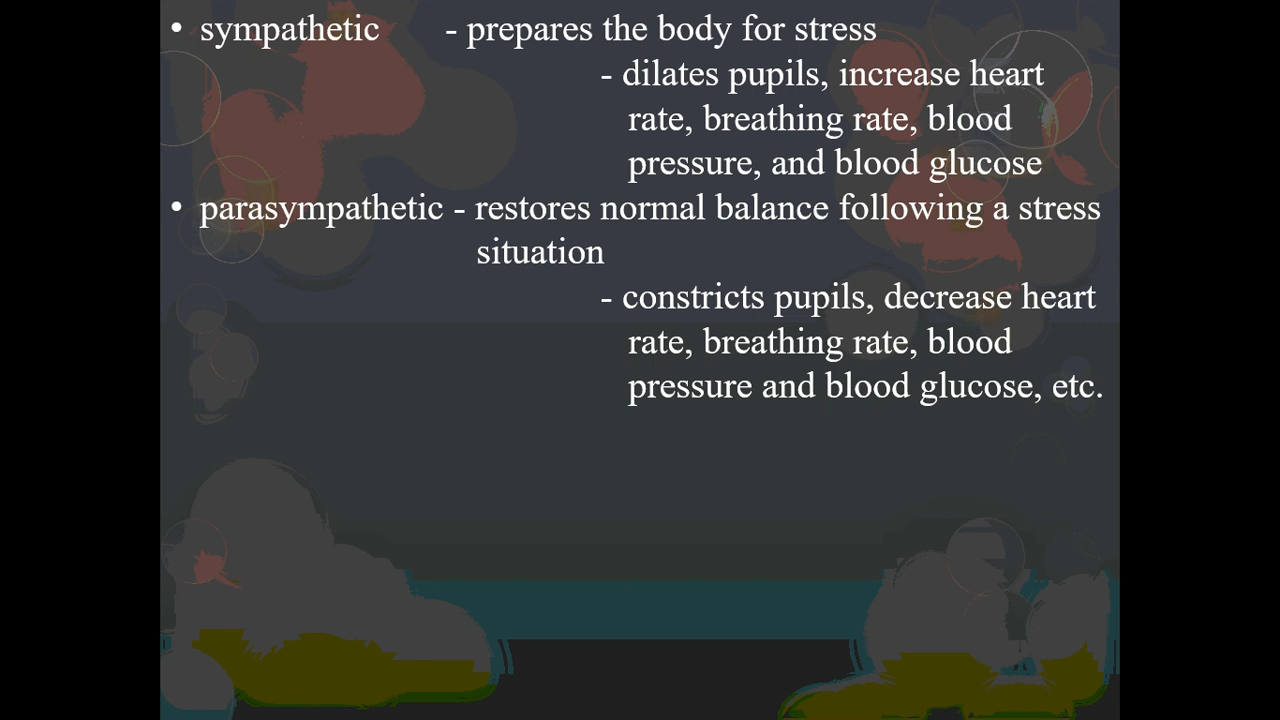 • sympathetic - prepares the body for stress
- dilates pupils, increase heart
rate, breathing rate, blood
pressure, and blood glucose
• parasympathetic - restores normal balance following a stress
situation
- constricts pupils, decrease heart
rate, breathing rate, blood
pressure and blood glucose, etc.